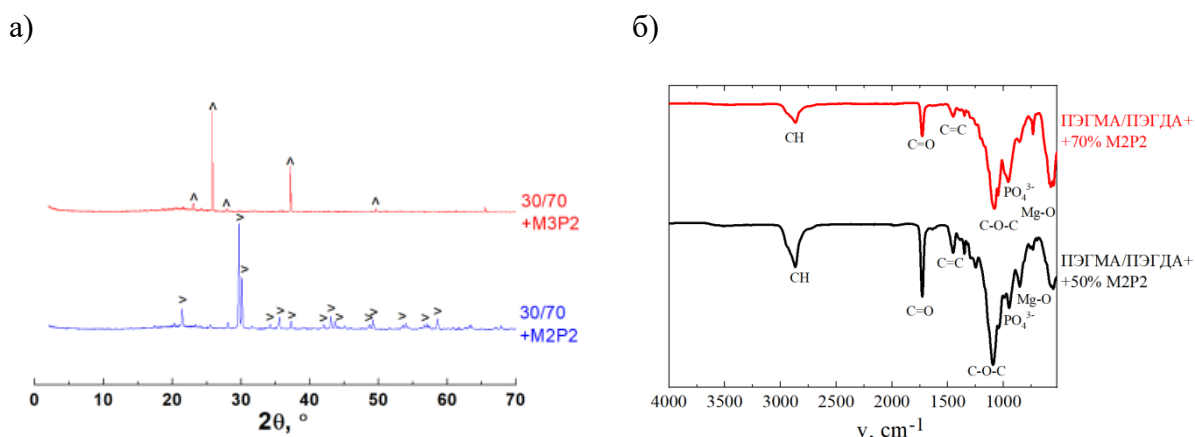 а)
б)
30/70
+M3P2
30/70
+M2P2
^ ^ ^ ^ ^
> > > > > > > > > > > > > > >
0 10 20 30 40 50 60 70
2θ, °
ПЭГМА/ПЭГДА+
+70% M2P2
CH
C=O
C=C
C-O-C
PO₄³⁻
Mg-O
ПЭГМА/ПЭГДА+
+50% M2P2
CH
C=O
C=C
C-O-C
PO₄³⁻
Mg-O
4000 3500 3000 2500 2000 1500 1000
ν, cm⁻¹